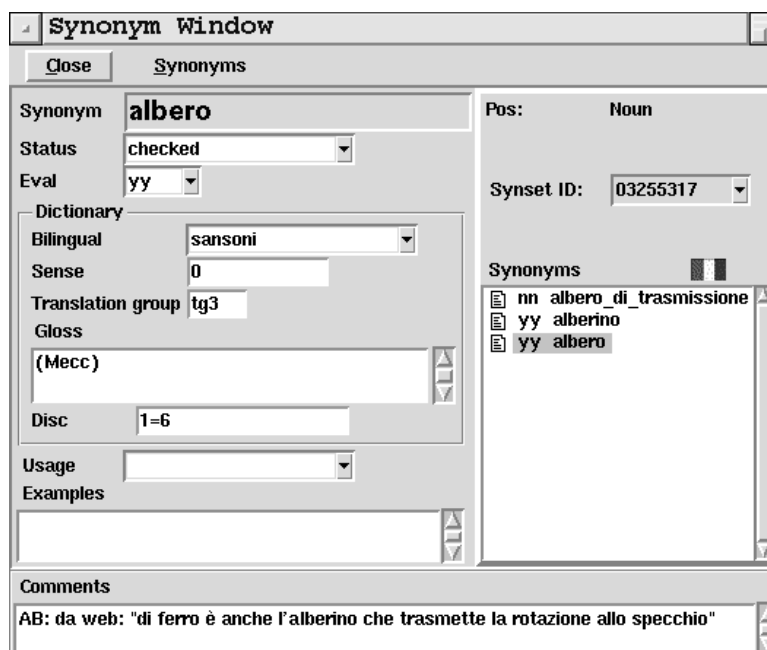 Synonym Window
Close Synonyms
Synonym albero
Status checked
Eval yy
Dictionary
Bilingual sansoni
Sense 0
Translation group tg3
Gloss
(Mecc)
Disc 1=6
Usage
Examples
Pos: Noun
Synset ID: 03255317
Synonyms
nn albero_di_trasmissione
yy alberino
yy albero
Comments
AB: da web: "di ferro è anche l'alberino che trasmette la rotazione allo specchio"